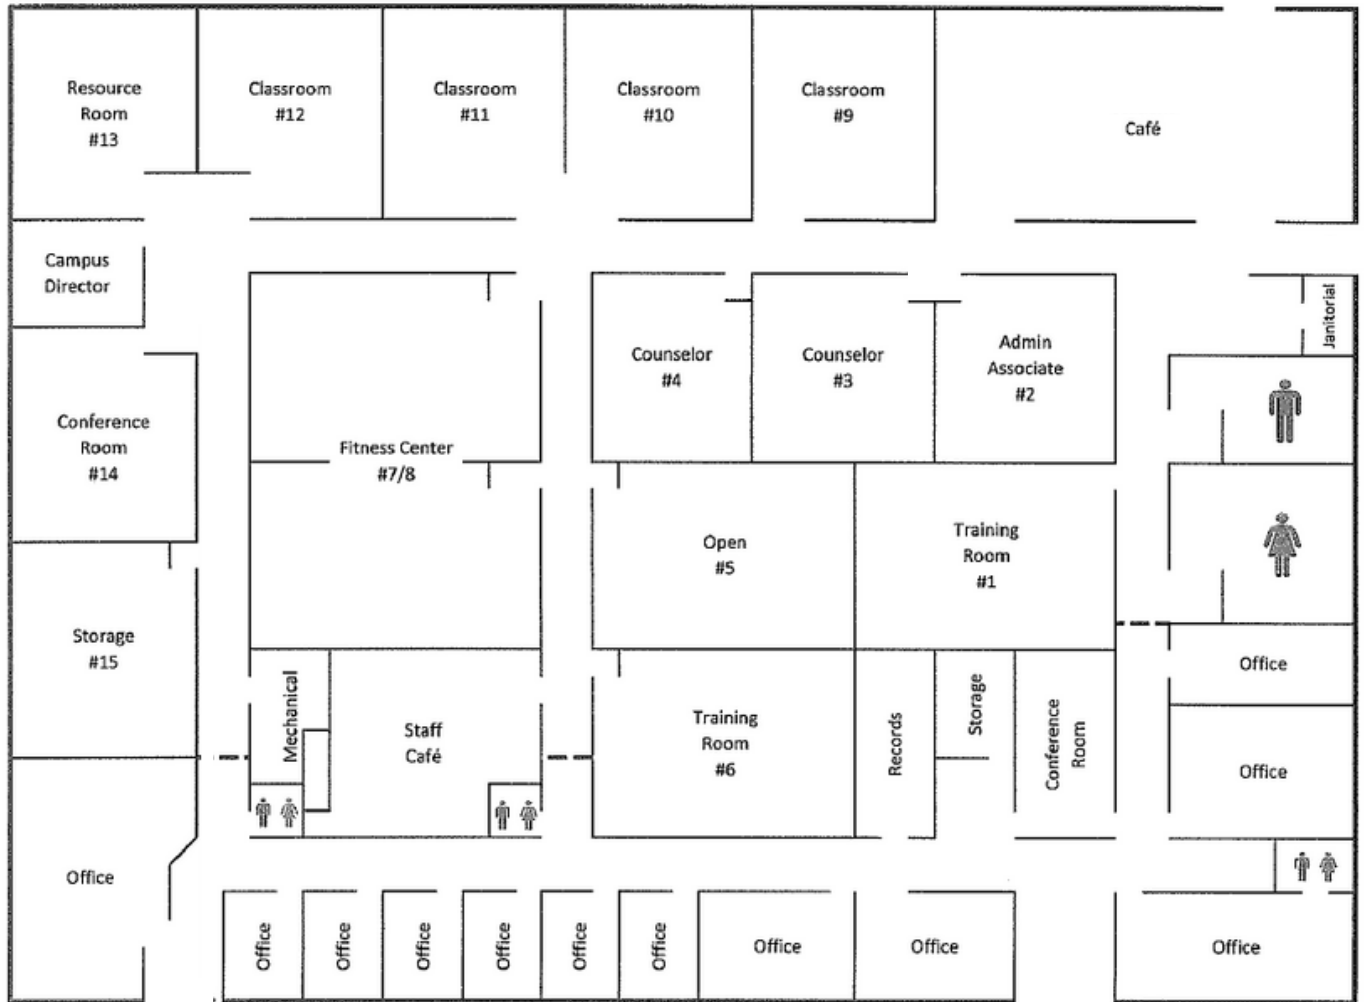 Resource
Room
#13
Classroom
#12
Classroom
#11
Classroom
#10
Classroom
#9
Café
Campus
Director
Janitorial
Counselor
#4
Counselor
#3
Admin
Associate
#2
Conference
Room
#14
Fitness Center
#7/8
Open
#5
Training
Room
#1
Storage
#15
Office
Mechanical
Staff
Café
Training
Room
#6
Records
Storage
Conference
Room
Office
Office
Office
Office
Office
Office
Office
Office
Office
Office
Office